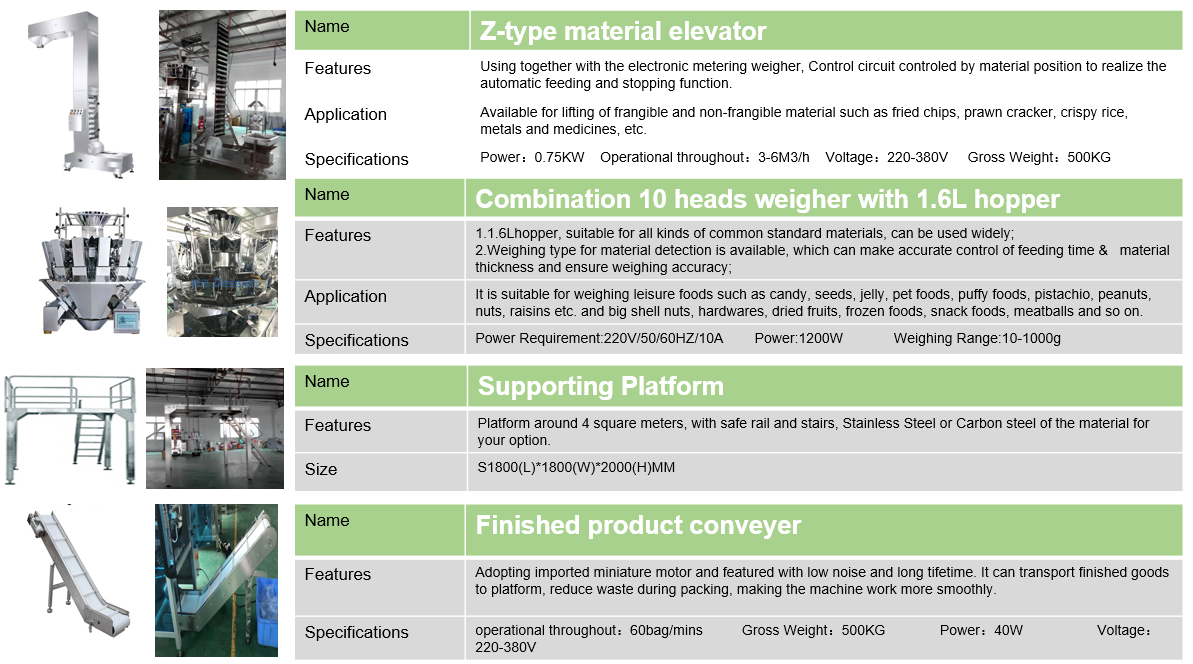 Name
Z-type material elevator
Features
Using together with the electronic metering weigher, Control circuit controled by material position to realize the
automatic feeding and stopping function.
Application
Available for lifting of frangible and non-frangible material such as fried chips, prawn cracker, crispy rice,
metals and medicines, etc.
Specifications
Power：0.75KW Operational throughout：3-6M3/h Voltage：220-380V Gross Weight：500KG
Name
Combination 10 heads weigher with 1.6L hopper
Features
1.1.6Lhopper, suitable for all kinds of common standard materials, can be used widely;
2.Weighing type for material detection is available, which can make accurate control of feeding time & material
thickness and ensure weighing accuracy;
Application
It is suitable for weighing leisure foods such as candy, seeds, jelly, pet foods, puffy foods, pistachio, peanuts,
nuts, raisins etc. and big shell nuts, hardwares, dried fruits, frozen foods, snack foods, meatballs and so on.
Specifications
Power Requirement:220V/50/60HZ/10A Power:1200W Weighing Range:10-1000g
Name
Supporting Platform
Features
Platform around 4 square meters, with safe rail and stairs, Stainless Steel or Carbon steel of the material for
your option.
Size
S1800(L)*1800(W)*2000(H)MM
Name
Finished product conveyer
Features
Adopting imported miniature motor and featured with low noise and long tifetime. It can transport finished goods
to platform, reduce waste during packing, making the machine work more smoothly.
Specifications
operational throughout：60bag/mins Gross Weight：500KG Power：40W Voltage：
220-380V